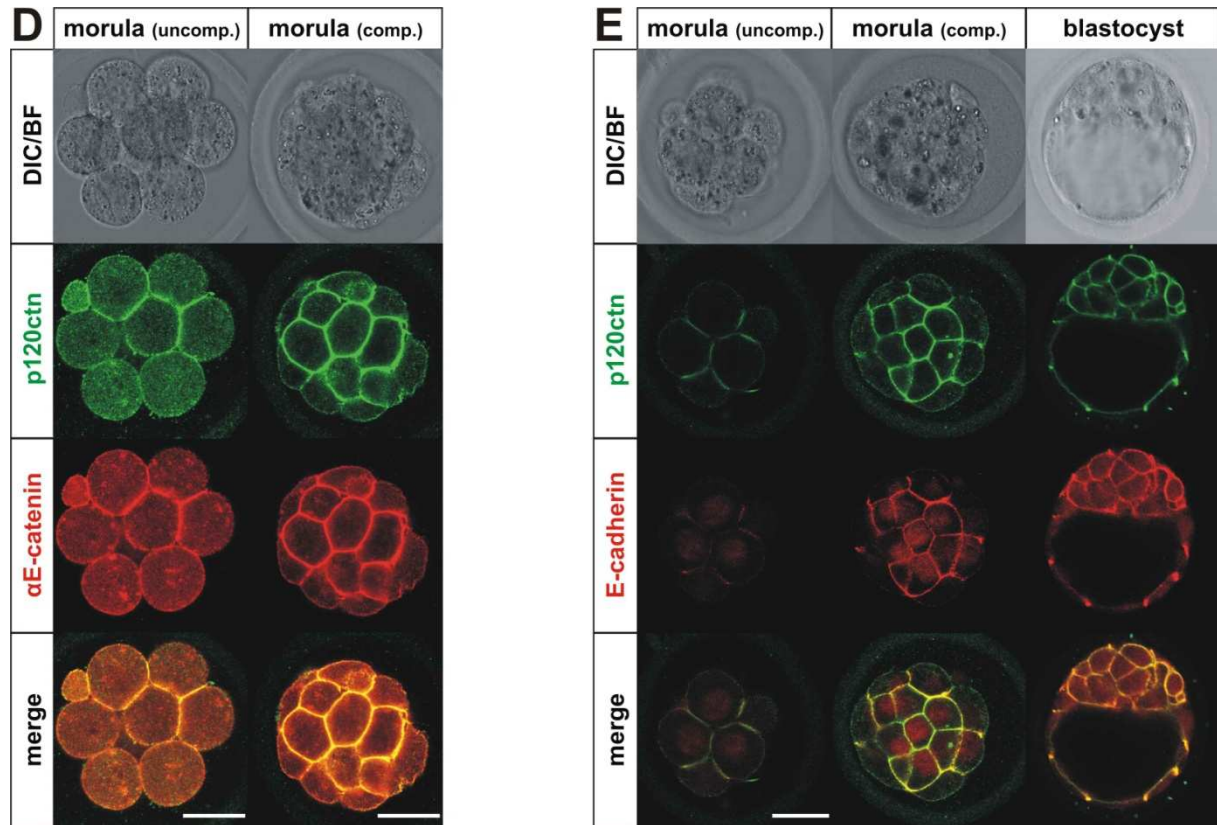 D
morula (uncomp.)
morula (comp.)
DIC/BF
p120ctn
αE-catenin
merge
E
morula (uncomp.)
morula (comp.)
blastocyst
DIC/BF
p120ctn
E-cadherin
merge